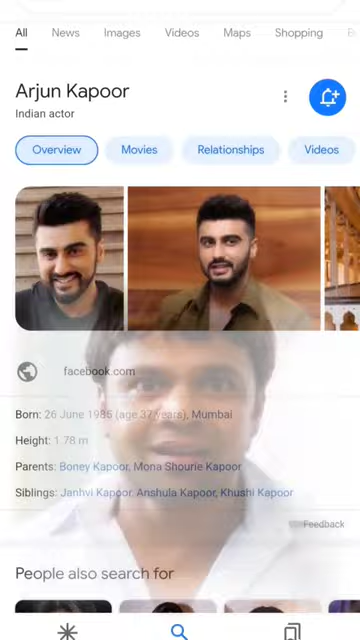 All News Images Videos Maps Shopping
Arjun Kapoor
Indian actor
Overview Movies Relationships Videos
facebook.com
Born: 26 June 1985 (age 37 years), Mumbai
Height: 1.78 m
Parents: Boney Kapoor, Mona Shourie Kapoor
Siblings: Janhvi Kapoor, Anshula Kapoor, Khushi Kapoor
Feedback
People also search for